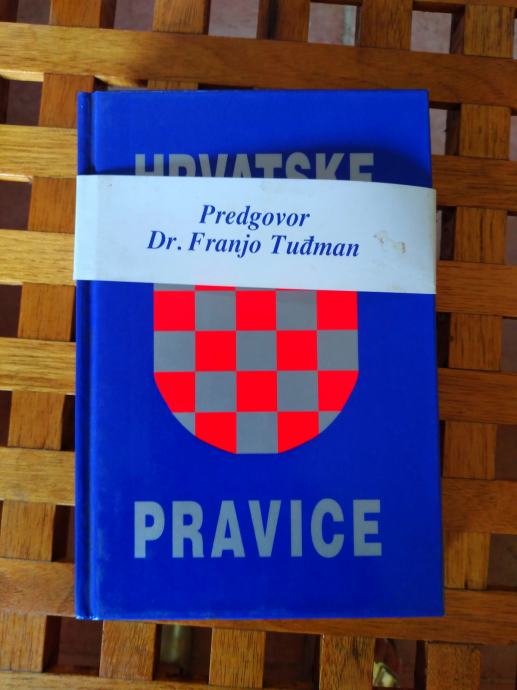 HRVATSKE
Predgovor
Dr. Franjo Tuđman
PRAVICE